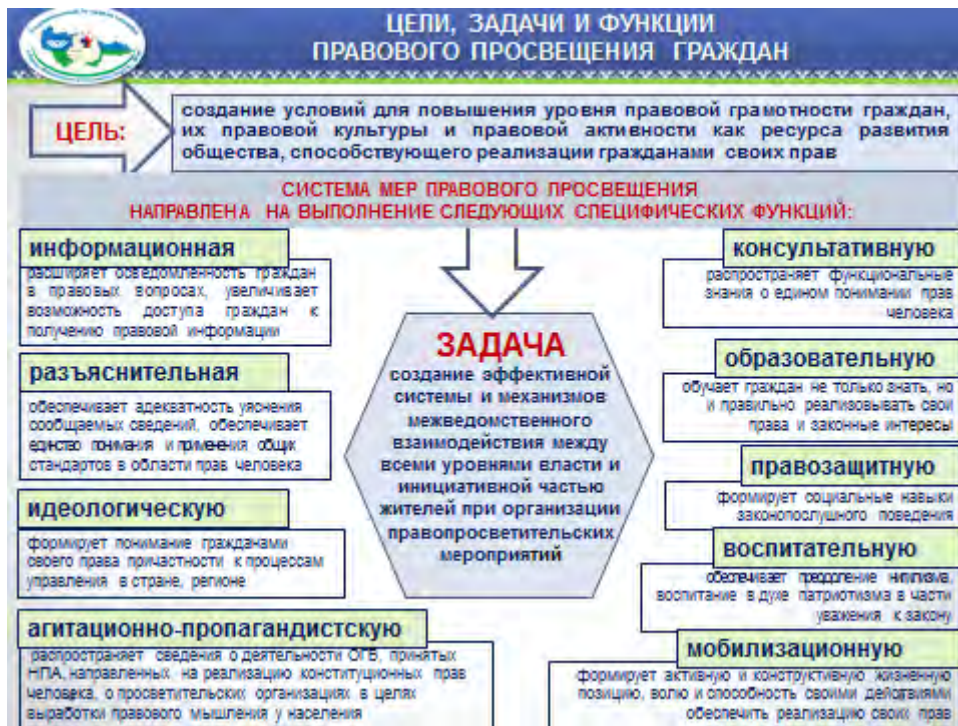 ЦЕЛИ, ЗАДАЧИ И ФУНКЦИИ
ПРАВОВОГО ПРОСВЕЩЕНИЯ ГРАЖДАН
ЦЕЛЬ:
создание условий для повышения уровня правовой грамотности граждан,
их правовой культуры и правовой активности как ресурса развития
общества, способствующего реализации гражданами своих прав
СИСТЕМА МЕР ПРАВОВОГО ПРОСВЕЩЕНИЯ
НАПРАВЛЕНА НА ВЫПОЛНЕНИЕ СЛЕДУЮЩИХ СПЕЦИФИЧЕСКИХ ФУНКЦИЙ:
информационная
расширяет осведомленность граждан
в правовых вопросах, увеличивает
возможность доступа граждан к
получению правовой информации
разъяснительная
обеспечивает адекватность уяснения
сообщаемых сведений, обеспечивает
единство понимания и применения общих
стандартов в области прав человека
идеологическую
формирует понимание гражданами
своего права причастности к процессам
управления в стране, регионе
агитационно-пропагандистскую
распространяет сведения о деятельности ОГВ, принятых
НПА, направленных на реализацию конституционных прав
человека, о просветительских организациях в целях
выработки правового мышления у населения
ЗАДАЧА
создание эффективной
системы и механизмов
межведомственного
взаимодействия между
всеми уровнями власти и
инициативной частью
жителей при организации
правопросветительских
мероприятий
консультативную
распространяет функциональные
знания о едином понимании прав
человека
образовательную
обучает граждан не только знать, но
и правильно реализовывать свои
права и законные интересы
правозащитную
формирует социальные навыки
законопослушного поведения
воспитательную
обеспечивает преодоление нигилизма,
воспитание в духе патриотизма в части
уважения к закону
мобилизационную
формирует активную и конструктивную жизненную
позицию, волю и способность своими действиями
обеспечить реализацию своих прав